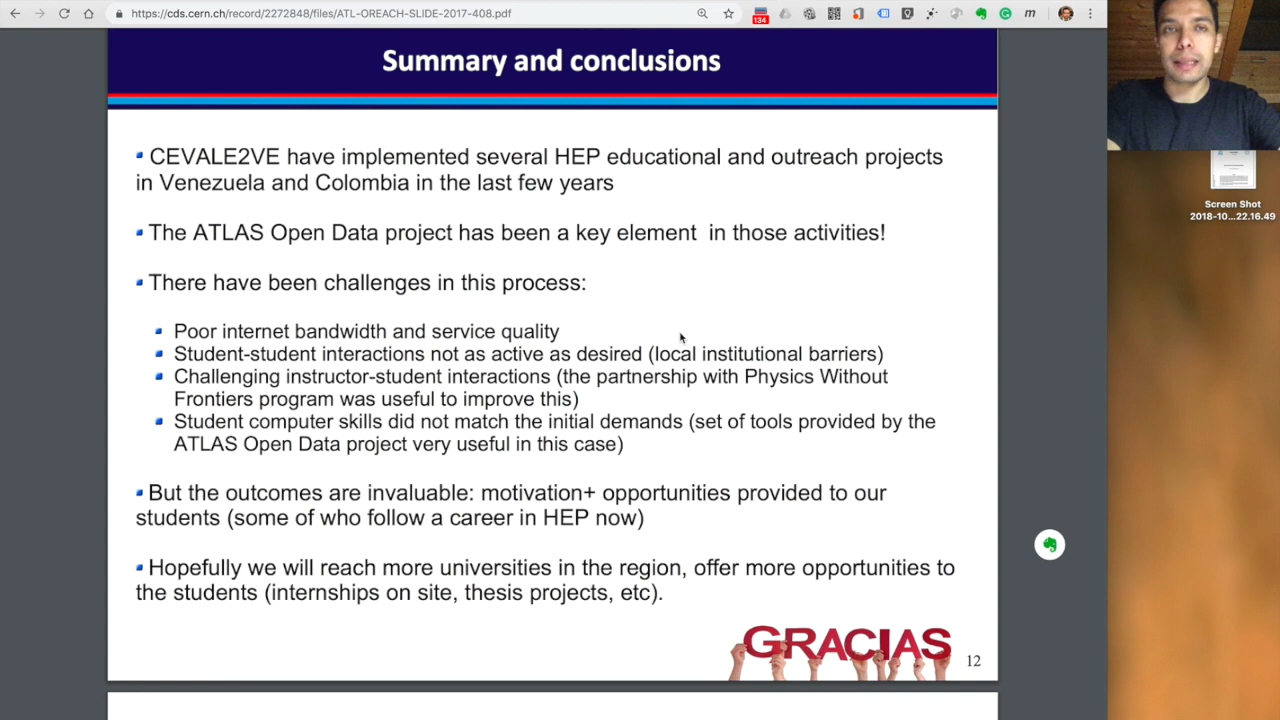 https://cds.cern.ch/record/2272848/files/ATL-OREACH-SLIDE-2017-408.pdf
134
m
Summary and conclusions
CEVALE2VE have implemented several HEP educational and outreach projects
in Venezuela and Colombia in the last few years
The ATLAS Open Data project has been a key element in those activities!
There have been challenges in this process:
Poor internet bandwidth and service quality
Student-student interactions not as active as desired (local institutional barriers)
Challenging instructor-student interactions (the partnership with Physics Without
Frontiers program was useful to improve this)
Student computer skills did not match the initial demands (set of tools provided by the
ATLAS Open Data project very useful in this case)
But the outcomes are invaluable: motivation+ opportunities provided to our
students (some of who follow a career in HEP now)
Hopefully we will reach more universities in the region, offer more opportunities to
the students (internships on site, thesis projects, etc).
GRACIAS
12
Screen Shot
2018-10...22.16.49